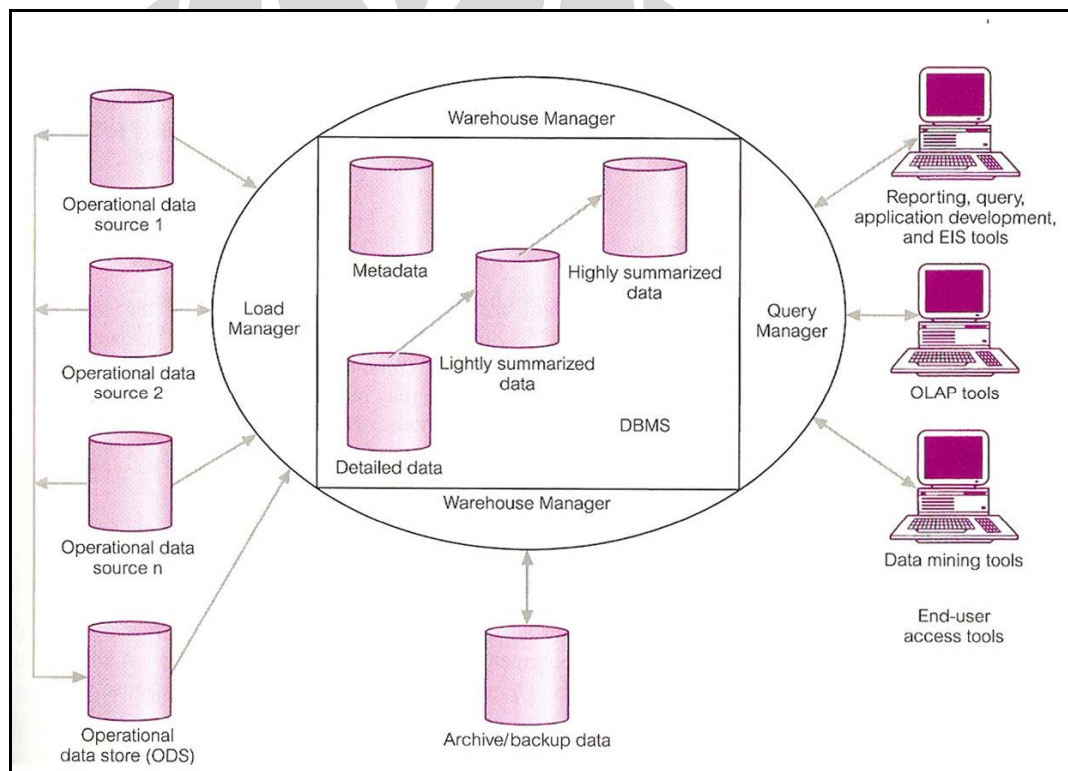 Warehouse Manager
Operational data
source 1
Metadata
Highly summarized
data
Reporting, query,
application development,
and EIS tools
Load
Manager
Query
Manager
Operational data
source 2
Lightly summarized
data
OLAP tools
DBMS
Detailed data
Warehouse Manager
Operational data
source n
Data mining tools
End-user
access tools
Operational
data store (ODS)
Archive/backup data